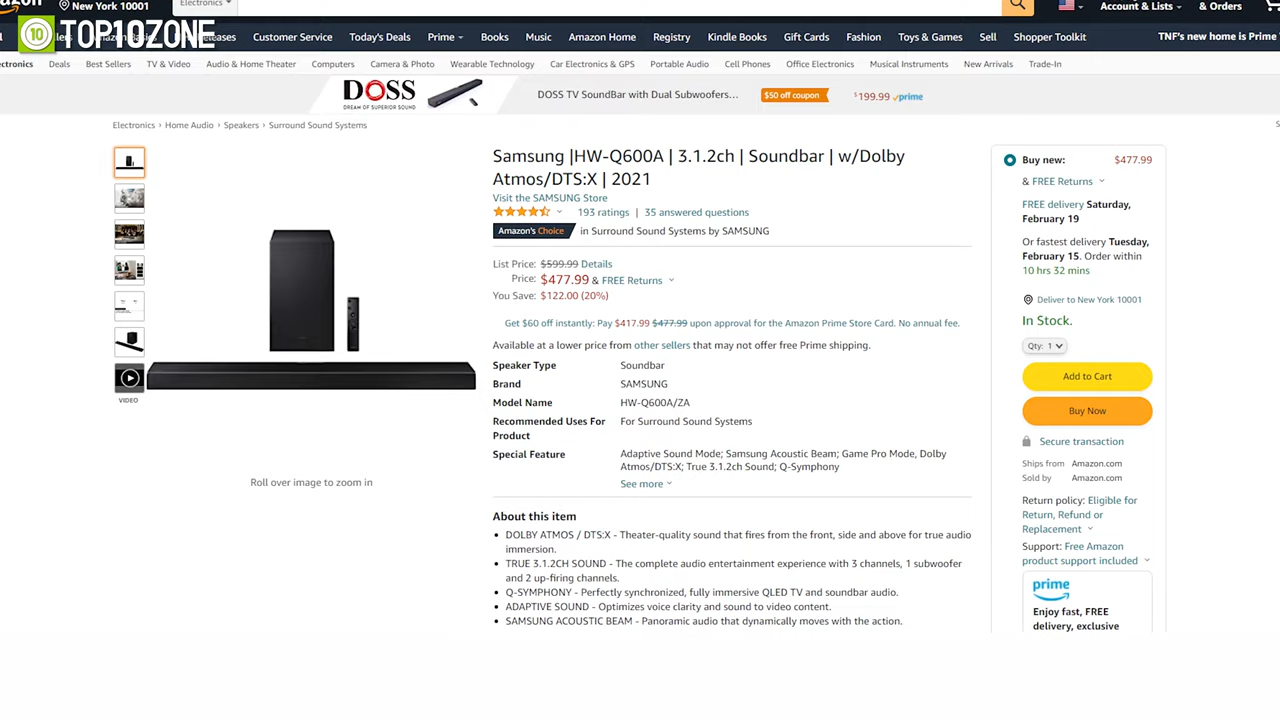 New York 10001
Electronics
Account & Lists
& Orders
10 TOP10ZONE
Releases
Customer Service
Today's Deals
Prime
Books
Music
Amazon Home
Registry
Kindle Books
Gift Cards
Fashion
Toys & Games
Sell
Shopper Toolkit
TNF's new home is Prime
ectronics
Deals
Best Sellers
TV & Video
Audio & Home Theater
Computers
Camera & Photo
Wearable Technology
Car Electronics & GPS
Portable Audio
Cell Phones
Office Electronics
Musical Instruments
New Arrivals
Trade-In
DOSS
DREAM OF SUPERIOR SOUND
DOSS TV SoundBar with Dual Subwoofers…
$50 off coupon
$199.99 prime
Electronics › Home Audio › Speakers › Surround Sound Systems
Samsung |HW-Q600A | 3.1.2ch | Soundbar | w/Dolby
Atmos/DTS:X | 2021
Visit the SAMSUNG Store
193 ratings | 35 answered questions
Amazon's Choice in Surround Sound Systems by SAMSUNG
List Price: $599.99 Details
Price: $477.99 & FREE Returns
You Save: $122.00 (20%)
Get $60 off instantly: Pay $417.99 $477.99 upon approval for the Amazon Prime Store Card. No annual fee.
Available at a lower price from other sellers that may not offer free Prime shipping.
Speaker Type Soundbar
Brand SAMSUNG
Model Name HW-Q600A/ZA
Recommended Uses For For Surround Sound Systems
Product
Special Feature Adaptive Sound Mode; Samsung Acoustic Beam; Game Pro Mode, Dolby
Atmos/DTS:X; True 3.1.2ch Sound; Q-Symphony
See more
About this item
• DOLBY ATMOS / DTS:X - Theater-quality sound that fires from the front, side and above for true audio
immersion.
• TRUE 3.1.2CH SOUND - The complete audio entertainment experience with 3 channels, 1 subwoofer
and 2 up-firing channels.
• Q-SYMPHONY - Perfectly synchronized, fully immersive QLED TV and soundbar audio.
• ADAPTIVE SOUND - Optimizes voice clarity and sound to video content.
• SAMSUNG ACOUSTIC BEAM - Panoramic audio that dynamically moves with the action.
VIDEO
Roll over image to zoom in
Buy new: $477.99
& FREE Returns
FREE delivery Saturday,
February 19
Or fastest delivery Tuesday,
February 15. Order within
10 hrs 32 mins
Deliver to New York 10001
In Stock.
Qty: 1
Add to Cart
Buy Now
Secure transaction
Ships from Amazon.com
Sold by Amazon.com
Return policy: Eligible for
Return, Refund or
Replacement
Support: Free Amazon
product support included
prime
Enjoy fast, FREE
delivery, exclusive